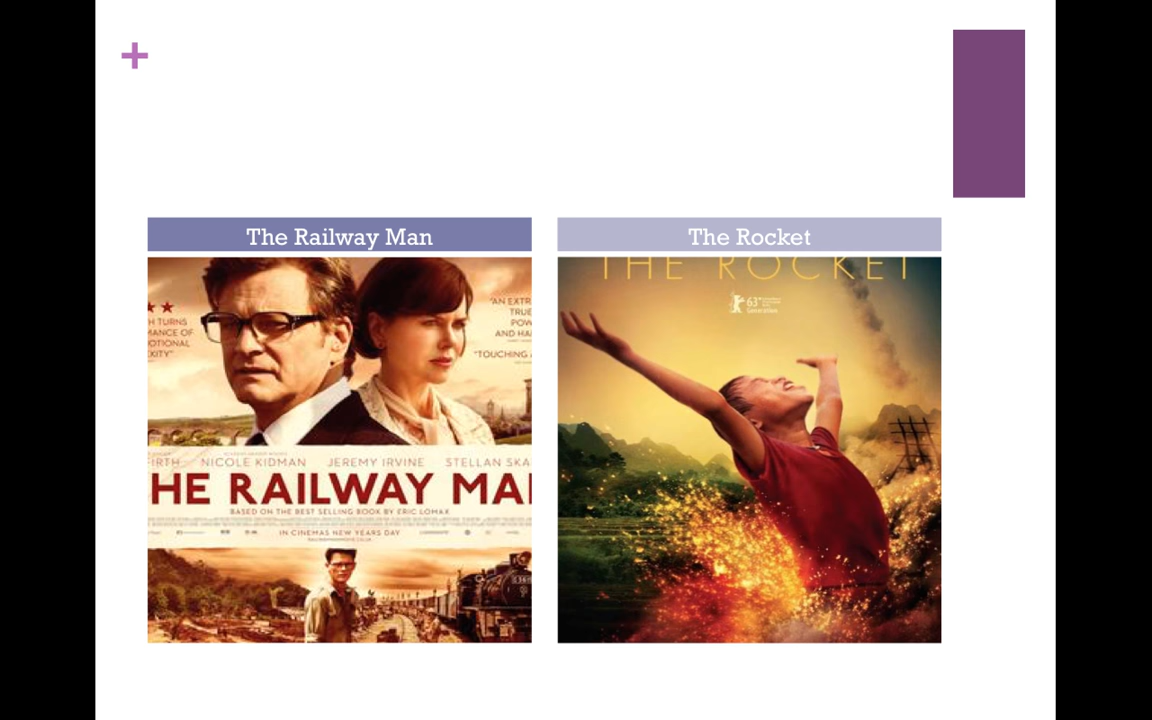 +
The Railway Man
The Rocket
★ ★
H TURNS
MANCE OF
OTIONAL
XITY"
"AN EXTR
TRUE
POW
AND HA
"TOUCHING
FIRTH NICOLE KIDMAN JEREMY IRVINE STELLAN SKA
HE RAILWAY MA
BASED ON THE BEST SELLING BOOK BY ERIC LOMAX
IN CINEMAS NEW YEARS DAY
THE ROCKET
63
Generation